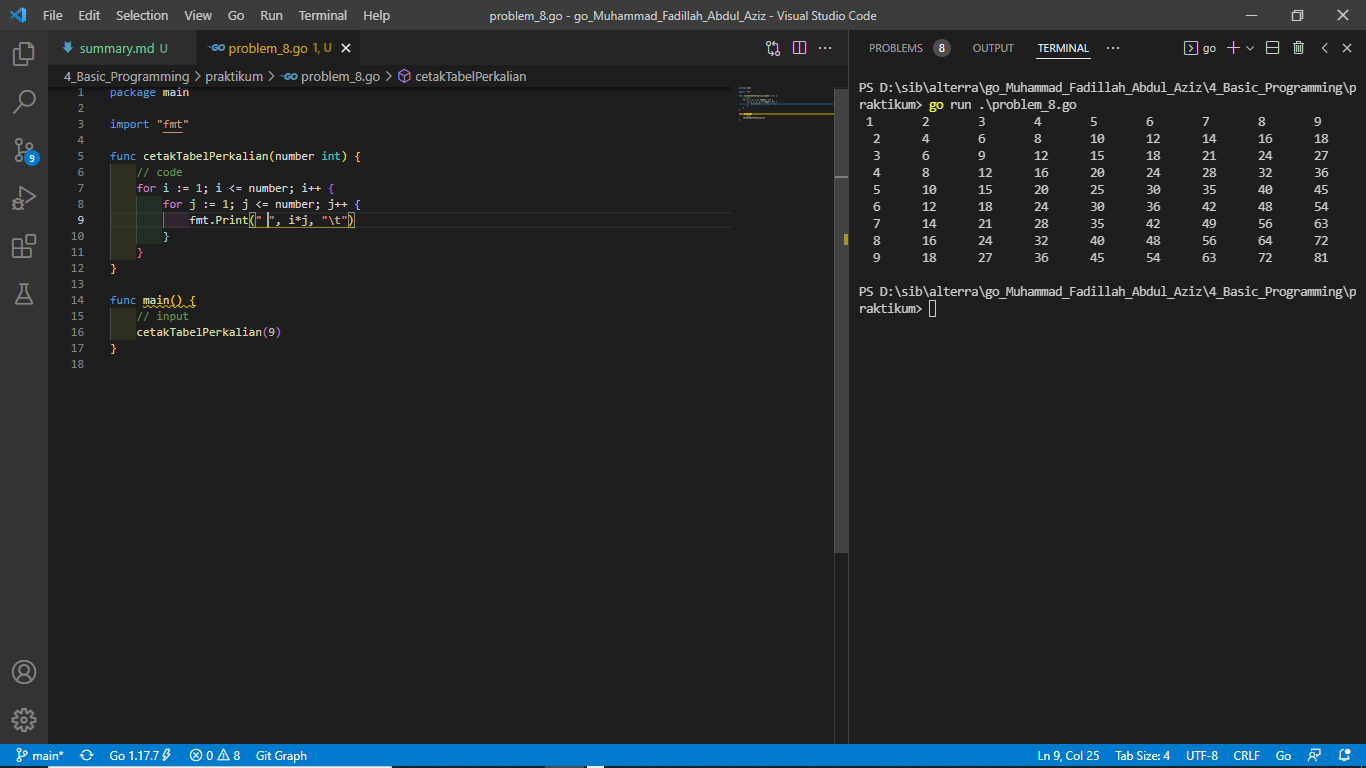 File Edit Selection View Go Run Terminal Help problem_8.go - go_Muhammad_Fadillah_Abdul_Aziz - Visual Studio Code
summary.md U problem_8.go 1, U
4_Basic_Programming > praktikum > problem_8.go > cetakTabelPerkalian
1 package main
2
3 import "fmt"
4
5 func cetakTabelPerkalian(number int) {
6 // code
7 for i := 1; i <= number; i++ {
8 for j := 1; j <= number; j++ {
9 fmt.Print(" ", i*j, "\t")
10 }
11 }
12 }
13
14 func main() {
15 // input
16 cetakTabelPerkalian(9)
17 }
18
PROBLEMS 8 OUTPUT TERMINAL ··· go
PS D:\sib\alterra\go_Muhammad_Fadillah_Abdul_Aziz\4_Basic_Programming\p
raktikum> go run .\problem_8.go
1 2 3 4 5 6 7 8 9
2 4 6 8 10 12 14 16 18
3 6 9 12 15 18 21 24 27
4 8 12 16 20 24 28 32 36
5 10 15 20 25 30 35 40 45
6 12 18 24 30 36 42 48 54
7 14 21 28 35 42 49 56 63
8 16 24 32 40 48 56 64 72
9 18 27 36 45 54 63 72 81
PS D:\sib\alterra\go_Muhammad_Fadillah_Abdul_Aziz\4_Basic_Programming\p
raktikum>
9
main* Go 1.17.7 0 8 Git Graph Ln 9, Col 25 Tab Size: 4 UTF-8 CRLF Go